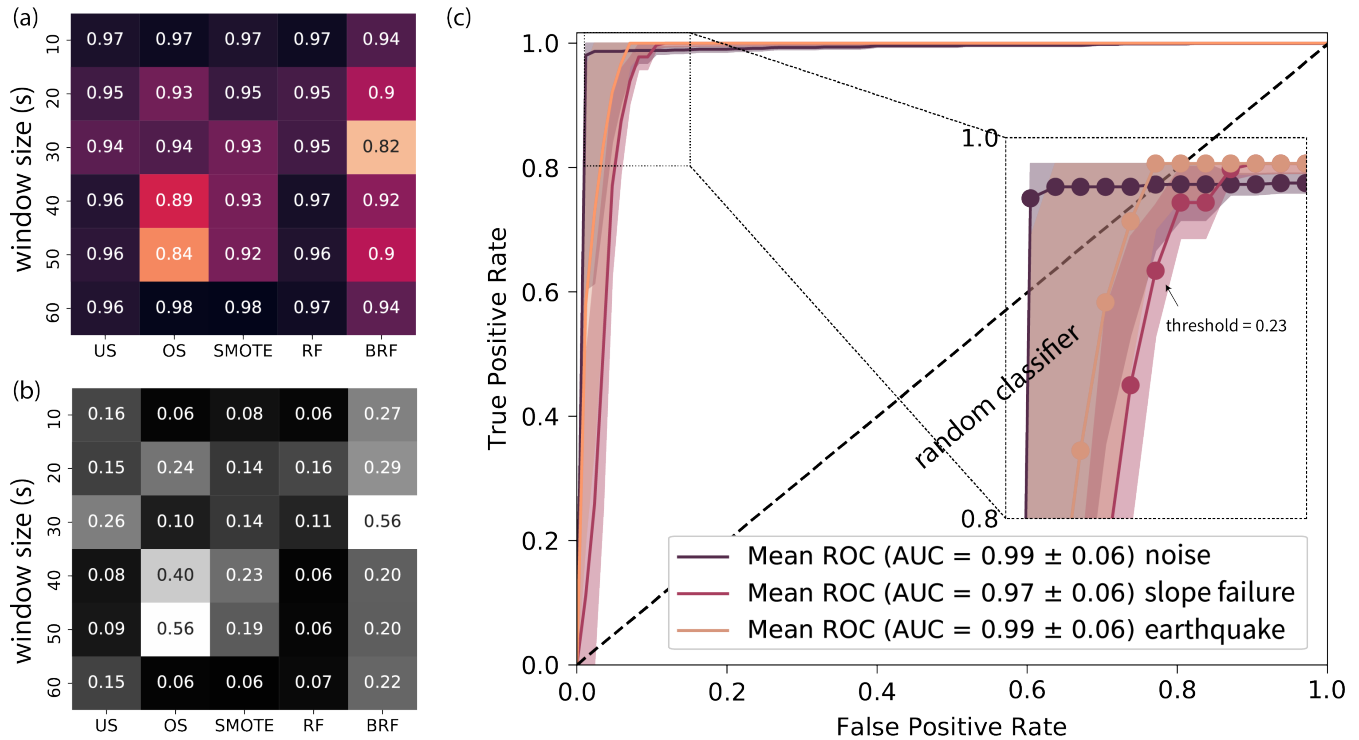 (a)
window size (s)
10 0.97 0.97 0.97 0.97 0.94
20 0.95 0.93 0.95 0.95 0.9
30 0.94 0.94 0.93 0.95 0.82
40 0.96 0.89 0.93 0.97 0.92
50 0.96 0.84 0.92 0.96 0.9
60 0.96 0.98 0.98 0.97 0.94
US OS SMOTE RF BRF
(b)
window size (s)
10 0.16 0.06 0.08 0.06 0.27
20 0.15 0.24 0.14 0.16 0.29
30 0.26 0.10 0.14 0.11 0.56
40 0.08 0.40 0.23 0.06 0.20
50 0.09 0.56 0.19 0.06 0.20
60 0.15 0.06 0.06 0.07 0.22
US OS SMOTE RF BRF
(c)
True Positive Rate
1.0
0.8
0.6
0.4
0.2
0.0
1.0
0.8
threshold = 0.23
random classifier
Mean ROC (AUC = 0.99 ± 0.06) noise
Mean ROC (AUC = 0.97 ± 0.06) slope failure
Mean ROC (AUC = 0.99 ± 0.06) earthquake
0.0 0.2 0.4 0.6 0.8 1.0
False Positive Rate